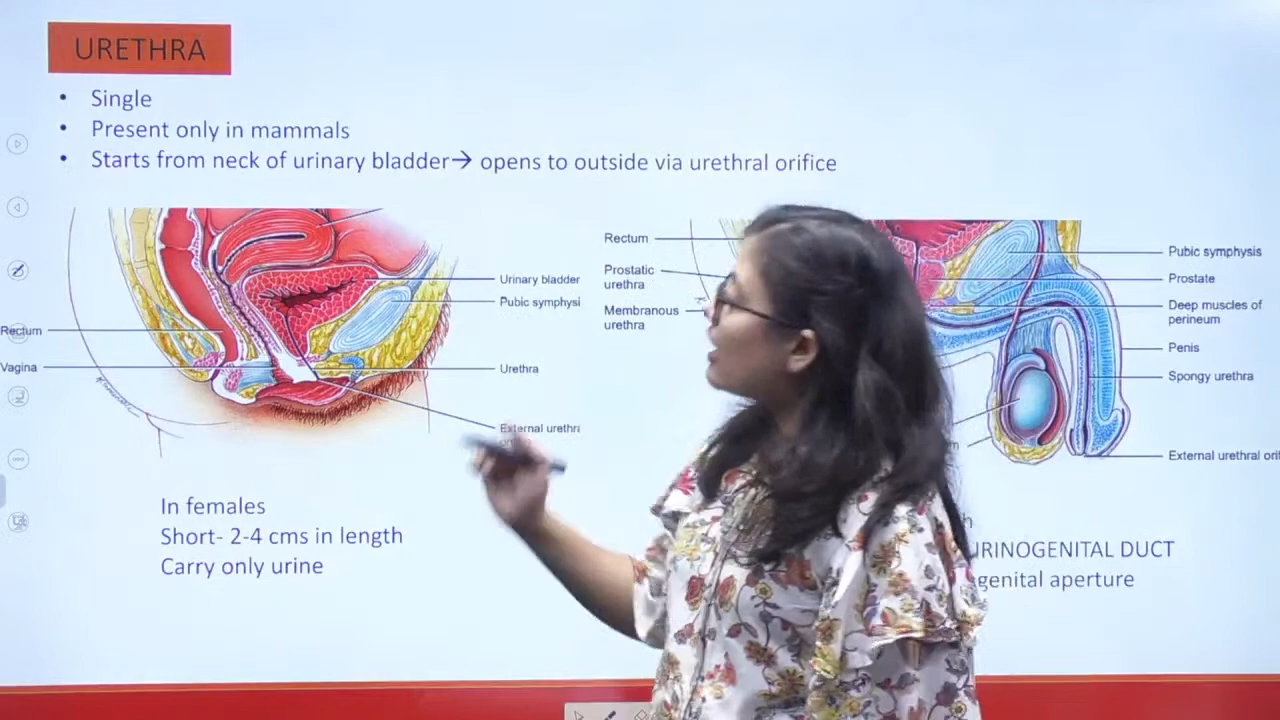 URETHRA
• Single
• Present only in mammals
• Starts from neck of urinary bladder→ opens to outside via urethral orifice
Urinary bladder
Pubic symphysi
Rectum
Vagina
Urethra
External urethr
In females
Short- 2-4 cms in length
Carry only urine
Rectum
Prostatic
urethra
Membranous
urethra
Pubic symphysis
Prostate
Deep muscles of
perineum
Penis
Spongy urethra
External urethral ori
URINOGENITAL DUCT
genital aperture